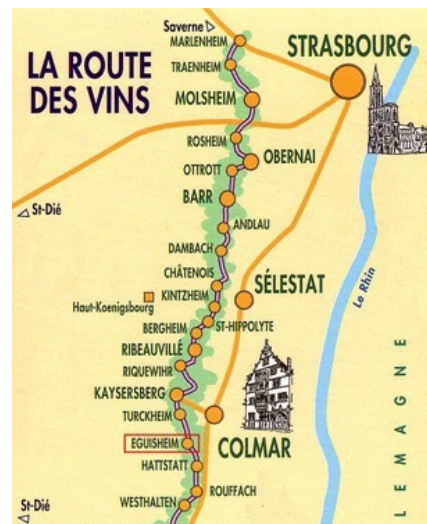 Saverne
MARLENHEIM
STRASBOURG
TRAENHEIM
LA ROUTE
DES VINS
MOLSHEIM
ROSHEIM
OBERNAI
OTTROTT
BARR
St-Dié
ANDLAU
DAMBACH
CHÂTENOIS
SÉLESTAT
KINTZHEIM
Haut-Koenigsbourg
Le Rhin
ST-HIPPOLYTE
BERGHEIM
RIBEAUVILLÉ
RIQUEWIHR
KAYSERSBERG
TURCKHEIM
COLMAR
EGUISHEIM
HATTSTATT
ROUFFACH
WESTHALTEN
St-Dié
LEMAGNE